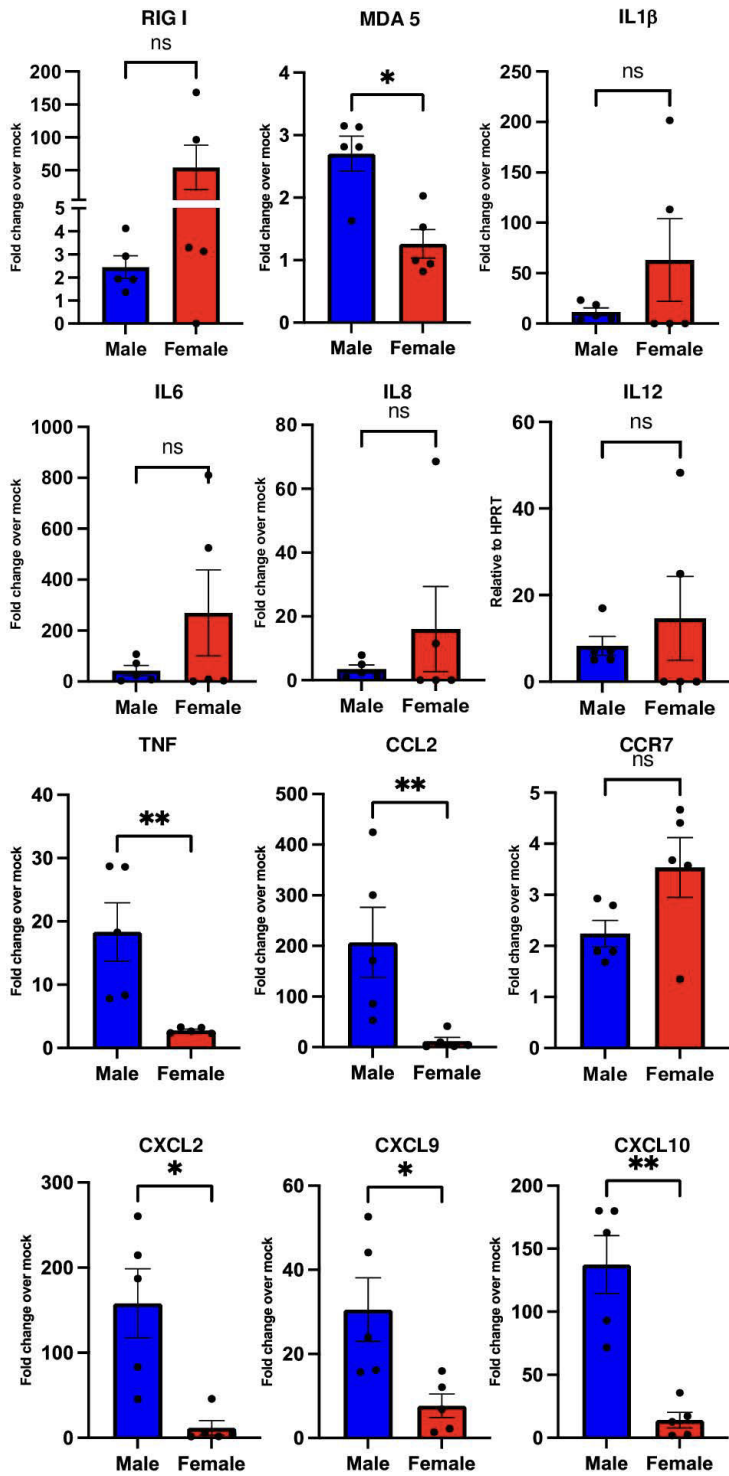 RIG I
ns
Fold change over mock
200
150
100
50
5
4
3
2
1
0
Male Female
MDA 5
*
Fold change over mock
4
3
2
1
0
Male Female
IL1β
ns
Fold change over mock
250
200
150
100
50
0
Male Female
IL6
ns
Fold change over mock
1000
800
600
400
200
0
Male Female
IL8
ns
Fold change over mock
80
60
40
20
0
Male Female
IL12
ns
Relative to HPRT
60
40
20
0
Male Female
TNF
**
Fold change over mock
40
30
20
10
0
Male Female
CCL2
**
Fold change over mock
500
400
300
200
100
0
Male Female
CCR7
ns
Fold change over mock
5
4
3
2
1
0
Male Female
CXCL2
*
Fold change over mock
300
200
100
0
Male Female
CXCL9
*
Fold change over mock
60
40
20
0
Male Female
CXCL10
**
Fold change over mock
200
150
100
50
0
Male Female